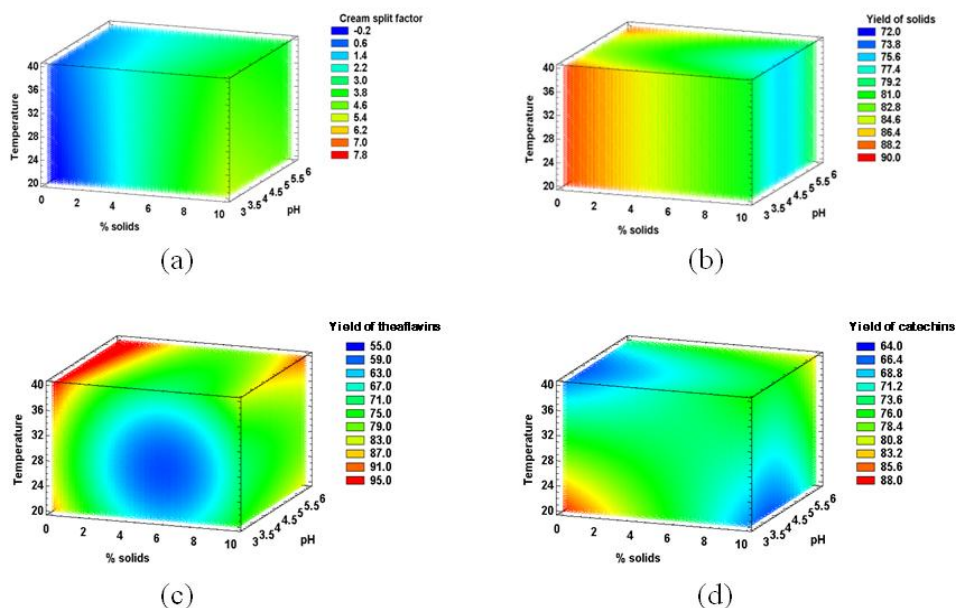 Cream split factor
-0.2
0.6
1.4
2.2
3.0
3.8
4.6
5.4
6.2
7.0
7.8
Temperature
40
36
32
28
24
20
0 2 4 6 8 10
% solids
3 3.5 4 4.5 5 5.5 6
pH
(a)
Yield of solids
72.0
73.8
75.6
77.4
79.2
81.0
82.8
84.6
86.4
88.2
90.0
Temperature
40
36
32
28
24
20
0 2 4 6 8 10
% solids
3 3.5 4 4.5 5 5.5 6
pH
(b)
Yield of theaflavins
55.0
59.0
63.0
67.0
71.0
75.0
79.0
83.0
87.0
91.0
95.0
Temperature
40
36
32
28
24
20
0 2 4 6 8 10
% solids
3 3.5 4 4.5 5 5.5 6
pH
(c)
Yield of catechins
64.0
66.4
68.8
71.2
73.6
76.0
78.4
80.8
83.2
85.6
88.0
Temperature
40
36
32
28
24
20
0 2 4 6 8 10
% solids
3 3.5 4 4.5 5 5.5 6
pH
(d)